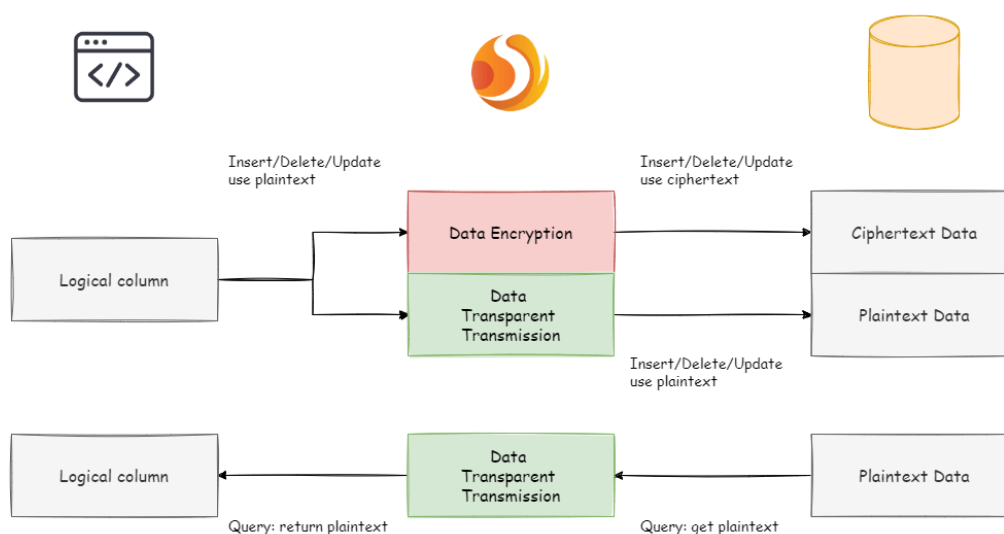 Insert/Delete/Update
use plaintext
Insert/Delete/Update
use ciphertext
Logical column
Data Encryption
Ciphertext Data
Data
Transparent
Transmission
Plaintext Data
Insert/Delete/Update
use plaintext
Logical column
Data
Transparent
Transmission
Plaintext Data
Query: return plaintext
Query: get plaintext